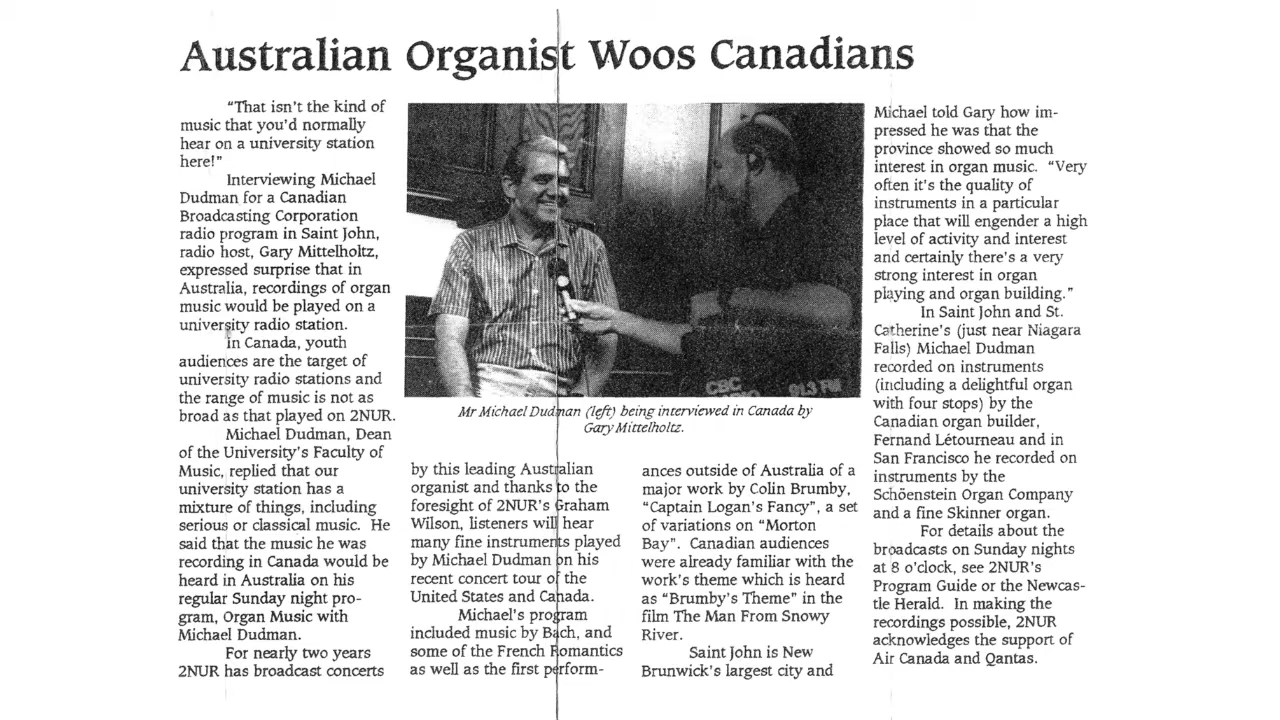 Australian Organist Woos Canadians
"That isn't the kind of
music that you'd normally
hear on a university station
here!"
Interviewing Michael
Dudman for a Canadian
Broadcasting Corporation
radio program in Saint John,
radio host, Gary Mittelholtz,
expressed surprise that in
Australia, recordings of organ
music would be played on a
university radio station.
In Canada, youth
audiences are the target of
university radio stations and
the range of music is not as
broad as that played on 2NUR.
Michael Dudman, Dean
of the University's Faculty of
Music, replied that our
university station has a
mixture of things, including
serious or classical music. He
said that the music he was
recording in Canada would be
heard in Australia on his
regular Sunday night pro-
gram, Organ Music with
Michael Dudman.
For nearly two years
2NUR has broadcast concerts
CBC
RADIO 91.3 FM
Mr Michael Dudman (left) being interviewed in Canada by
Gary Mittelholtz.
by this leading Australian
organist and thanks to the
foresight of 2NUR's Graham
Wilson, listeners will hear
many fine instruments played
by Michael Dudman on his
recent concert tour of the
United States and Canada.
Michael's program
included music by Bach, and
some of the French Romantics
as well as the first perform-
ances outside of Australia of a
major work by Colin Brumby,
"Captain Logan's Fancy", a set
of variations on "Morton
Bay". Canadian audiences
were already familiar with the
work's theme which is heard
as "Brumby's Theme" in the
film The Man From Snowy
River.
Saint John is New
Brunwick's largest city and
Michael told Gary how im-
pressed he was that the
province showed so much
interest in organ music. "Very
often it's the quality of
instruments in a particular
place that will engender a high
level of activity and interest
and certainly there's a very
strong interest in organ
playing and organ building."
In Saint John and St.
Catherine's (just near Niagara
Falls) Michael Dudman
recorded on instruments
(including a delightful organ
with four stops) by the
Canadian organ builder,
Fernand Létourneau and in
San Francisco he recorded on
instruments by the
Schöenstein Organ Company
and a fine Skinner organ.
For details about the
broadcasts on Sunday nights
at 8 o'clock, see 2NUR's
Program Guide or the Newcas-
tle Herald. In making the
recordings possible, 2NUR
acknowledges the support of
Air Canada and Qantas.